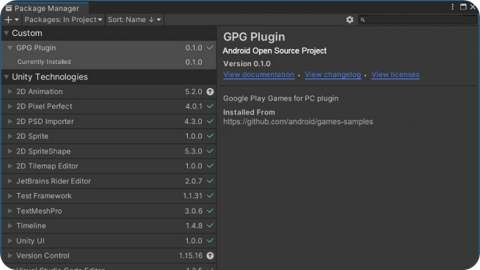 Package Manager
+ Packages: In Project Sort: Name ↓
Custom
GPG Plugin 0.1.0
Currently Installed 0.1.0
Unity Technologies
2D Animation 5.2.0
2D Pixel Perfect 4.0.1
2D PSD Importer 4.3.0
2D Sprite 1.0.0
2D SpriteShape 5.3.0
2D Tilemap Editor 1.0.0
JetBrains Rider Editor 2.0.7
Test Framework 1.1.31
TextMeshPro 3.0.6
Timeline 1.4.8
Unity UI 1.0.0
Version Control 1.15.16
Visual Studio Code Editor
GPG Plugin
Android Open Source Project
Version 0.1.0
View documentation • View changelog • View licenses
Google Play Games for PC plugin
Installed From
https://github.com/android/games-samples